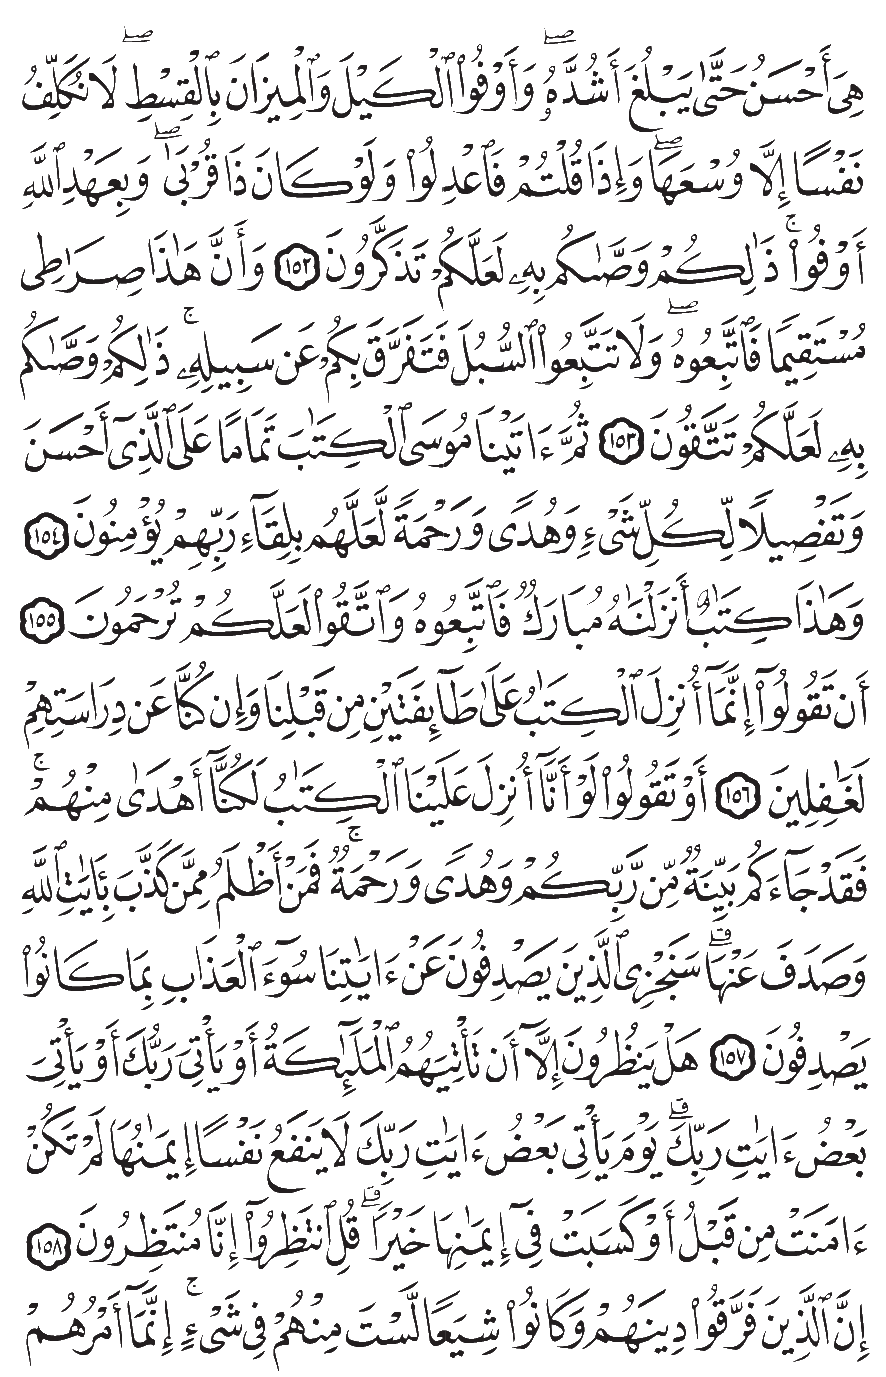 هِىَ أَحْسَنُ حَتَّىٰ يَبْلُغَ أَشُدَّهُۥۖ وَأَوْفُوا۟ ٱلْكَيْلَ وَٱلْمِيزَانَ بِٱلْقِسْطِۖ لَا نُكَلِّفُ
نَفْسًا إِلَّا وُسْعَهَاۖ وَإِذَا قُلْتُمْ فَٱعْدِلُوا۟ وَلَوْ كَانَ ذَا قُرْبَىٰۖ وَبِعَهْدِ ٱللَّهِ
أَوْفُوا۟ۚ ذَٰلِكُمْ وَصَّىٰكُم بِهِۦ لَعَلَّكُمْ تَذَكَّرُونَ ١٥٢ وَأَنَّ هَـٰذَا صِرَٰطِى
مُسْتَقِيمًا فَٱتَّبِعُوهُۖ وَلَا تَتَّبِعُوا۟ ٱلسُّبُلَ فَتَفَرَّقَ بِكُمْ عَن سَبِيلِهِۦۚ ذَٰلِكُمْ وَصَّىٰكُم
بِهِۦ لَعَلَّكُمْ تَتَّقُونَ ١٥٣ ثُمَّ ءَاتَيْنَا مُوسَى ٱلْكِتَـٰبَ تَمَامًا عَلَى ٱلَّذِىٓ أَحْسَنَ
وَتَفْصِيلًا لِّكُلِّ شَىْءٍ وَهُدًى وَرَحْمَةً لَّعَلَّهُم بِلِقَآءِ رَبِّهِمْ يُؤْمِنُونَ ١٥٤
وَهَـٰذَا كِتَـٰبٌ أَنزَلْنَـٰهُ مُبَارَكٌ فَٱتَّبِعُوهُ وَٱتَّقُوا۟ لَعَلَّكُمْ تُرْحَمُونَ ١٥٥
أَن تَقُولُوٓا۟ إِنَّمَآ أُنزِلَ ٱلْكِتَـٰبُ عَلَىٰ طَآئِفَتَيْنِ مِن قَبْلِنَا وَإِن كُنَّا عَن دِرَاسَتِهِمْ
لَغَـٰفِلِينَ ١٥٦ أَوْ تَقُولُوا۟ لَوْ أَنَّآ أُنزِلَ عَلَيْنَا ٱلْكِتَـٰبُ لَكُنَّآ أَهْدَىٰ مِنْهُمْۚ
فَقَدْ جَآءَكُم بَيِّنَةٌ مِّن رَّبِّكُمْ وَهُدًى وَرَحْمَةٌۚ فَمَنْ أَظْلَمُ مِمَّن كَذَّبَ بِـَٔايَـٰتِ ٱللَّهِ
وَصَدَفَ عَنْهَاۗ سَنَجْزِى ٱلَّذِينَ يَصْدِفُونَ عَنْ ءَايَـٰتِنَا سُوٓءَ ٱلْعَذَابِ بِمَا كَانُوا۟
يَصْدِفُونَ ١٥٧ هَلْ يَنظُرُونَ إِلَّآ أَن تَأْتِيَهُمُ ٱلْمَلَـٰٓئِكَةُ أَوْ يَأْتِىَ رَبُّكَ أَوْ يَأْتِىَ
بَعْضُ ءَايَـٰتِ رَبِّكَۗ يَوْمَ يَأْتِى بَعْضُ ءَايَـٰتِ رَبِّكَ لَا يَنفَعُ نَفْسًا إِيمَـٰنُهَا لَمْ تَكُنْ
ءَامَنَتْ مِن قَبْلُ أَوْ كَسَبَتْ فِىٓ إِيمَـٰنِهَا خَيْرًاۗ قُلِ ٱنتَظِرُوٓا۟ إِنَّا مُنتَظِرُونَ ١٥٨
إِنَّ ٱلَّذِينَ فَرَّقُوا۟ دِينَهُمْ وَكَانُوا۟ شِيَعًا لَّسْتَ مِنْهُمْ فِى شَىْءٍۚ إِنَّمَآ أَمْرُهُمْ